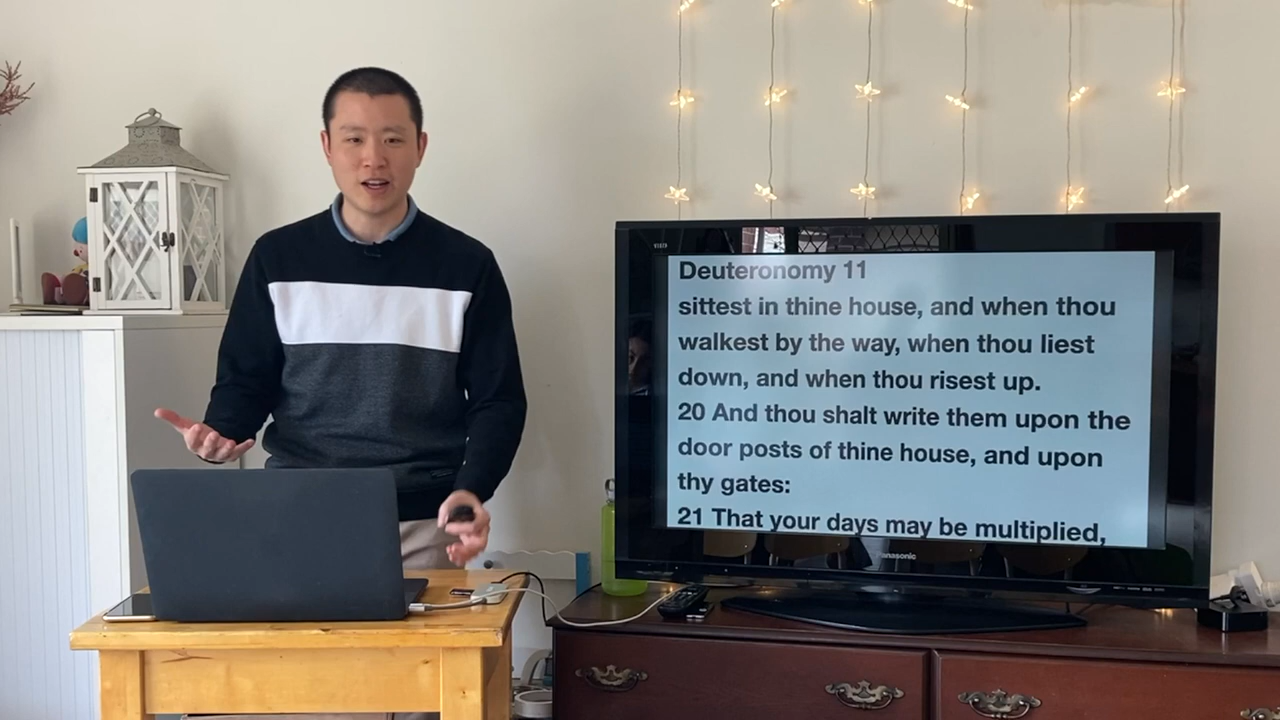 Deuteronomy 11
sittest in thine house, and when thou
walkest by the way, when thou liest
down, and when thou risest up.
20 And thou shalt write them upon the
door posts of thine house, and upon
thy gates:
21 That your days may be multiplied,
Panasonic